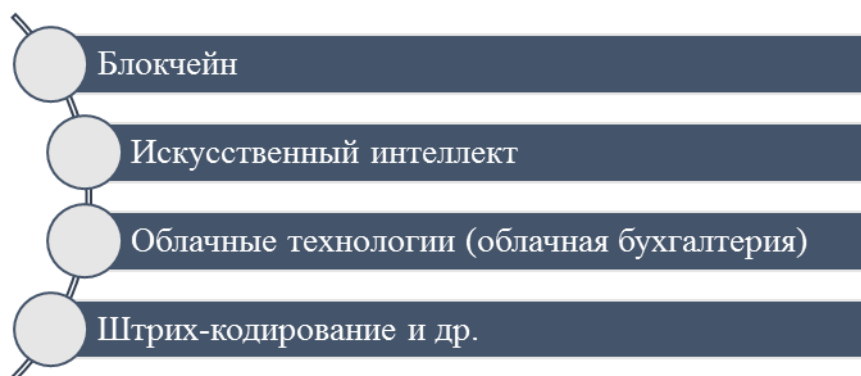 Блокчейн
Искусственный интеллект
Облачные технологии (облачная бухгалтерия)
Штрих-кодирование и др.